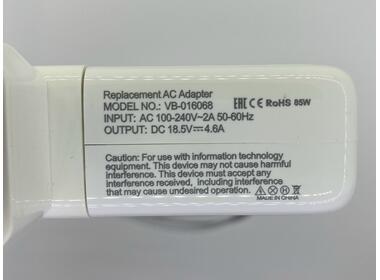 Replacement AC Adapter
MODEL NO.: VB-016068 EAC CE RoHS 85W
INPUT: AC 100-240V~2A 50-60Hz
OUTPUT: DC 18.5V⎓4.6A
Caution: For use with information technology
equipment. This device may not cause harmful
interference. This device must accept any
interference received, including interference
that may cause undesired operation.
MADE IN CHINA